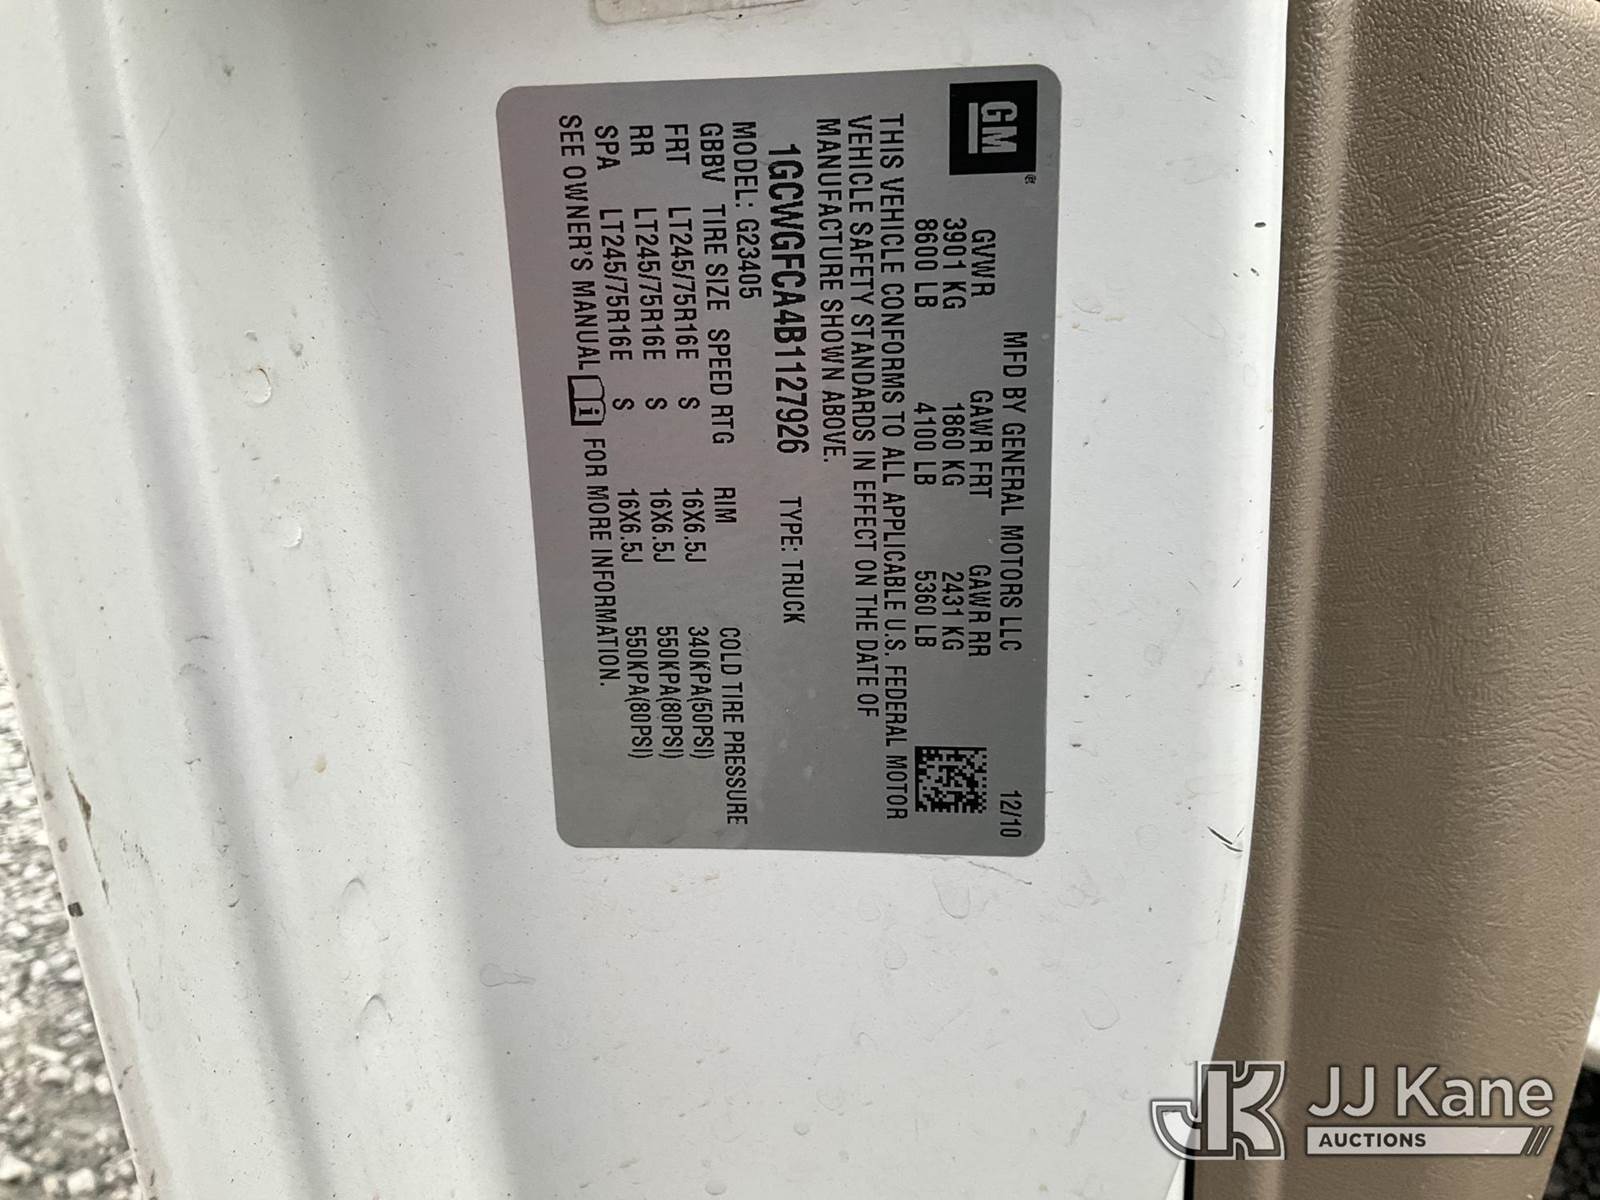 GM
MFD BY GENERAL MOTORS LLC 12/10
GVWR GAWR FRT GAWR RR
3901 KG 1860 KG 2431 KG
8600 LB 4100 LB 5360 LB
THIS VEHICLE CONFORMS TO ALL APPLICABLE U.S. FEDERAL MOTOR
VEHICLE SAFETY STANDARDS IN EFFECT ON THE DATE OF
MANUFACTURE SHOWN ABOVE.
1GCWGFCA4B1127926 TYPE: TRUCK
MODEL: G23405
GBBV TIRE SIZE SPEED RTG RIM COLD TIRE PRESSURE
FRT LT245/75R16E S 16X6.5J 340KPA(50PSI)
RR LT245/75R16E S 16X6.5J 550KPA(80PSI)
SPA LT245/75R16E S 16X6.5J 550KPA(80PSI)
SEE OWNER'S MANUAL FOR MORE INFORMATION.
JK JJ Kane
AUCTIONS